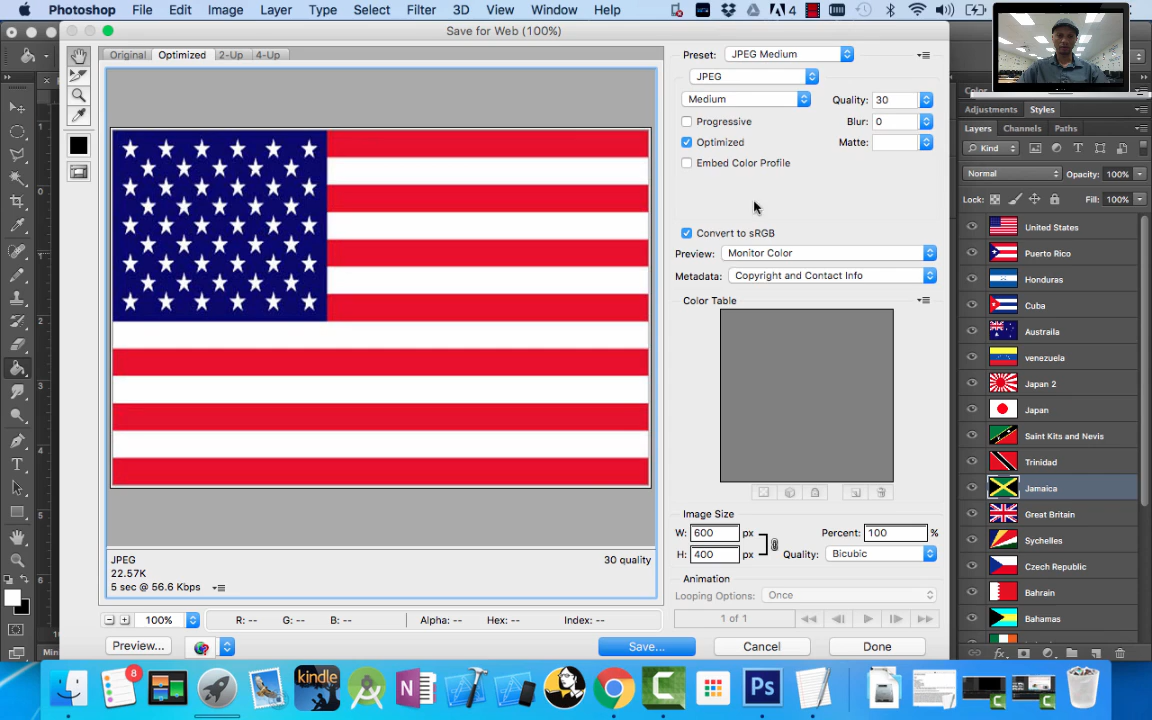 Photoshop File Edit Image Layer Type Select Filter 3D View Window Help
4
Save for Web (100%)
Original Optimized 2-Up 4-Up
Preset: JPEG Medium
JPEG
Medium
Quality: 30
Progressive
Blur: 0
Optimized
Matte:
Embed Color Profile
Convert to sRGB
Preview: Monitor Color
Metadata: Copyright and Contact Info
Color Table
Image Size
W: 600 px
Percent: 100 %
H: 400 px
Quality: Bicubic
Animation
Looping Options: Once
1 of 1
JPEG
30 quality
22.57K
5 sec @ 56.6 Kbps
100%
R: -- G: -- B: -- Alpha: -- Hex: -- Index: --
Preview...
Save...
Cancel
Done
Adjustments Styles
Layers Channels Paths
Kind
Normal
Opacity: 100%
Lock:
Fill: 100%
United States
Puerto Rico
Honduras
Cuba
Austraila
venezuela
Japan 2
Japan
Saint Kits and Nevis
Trinidad
Jamaica
Great Britain
Sychelles
Czech Republic
Bahrain
Bahamas
8
kindle
N
C
Ps